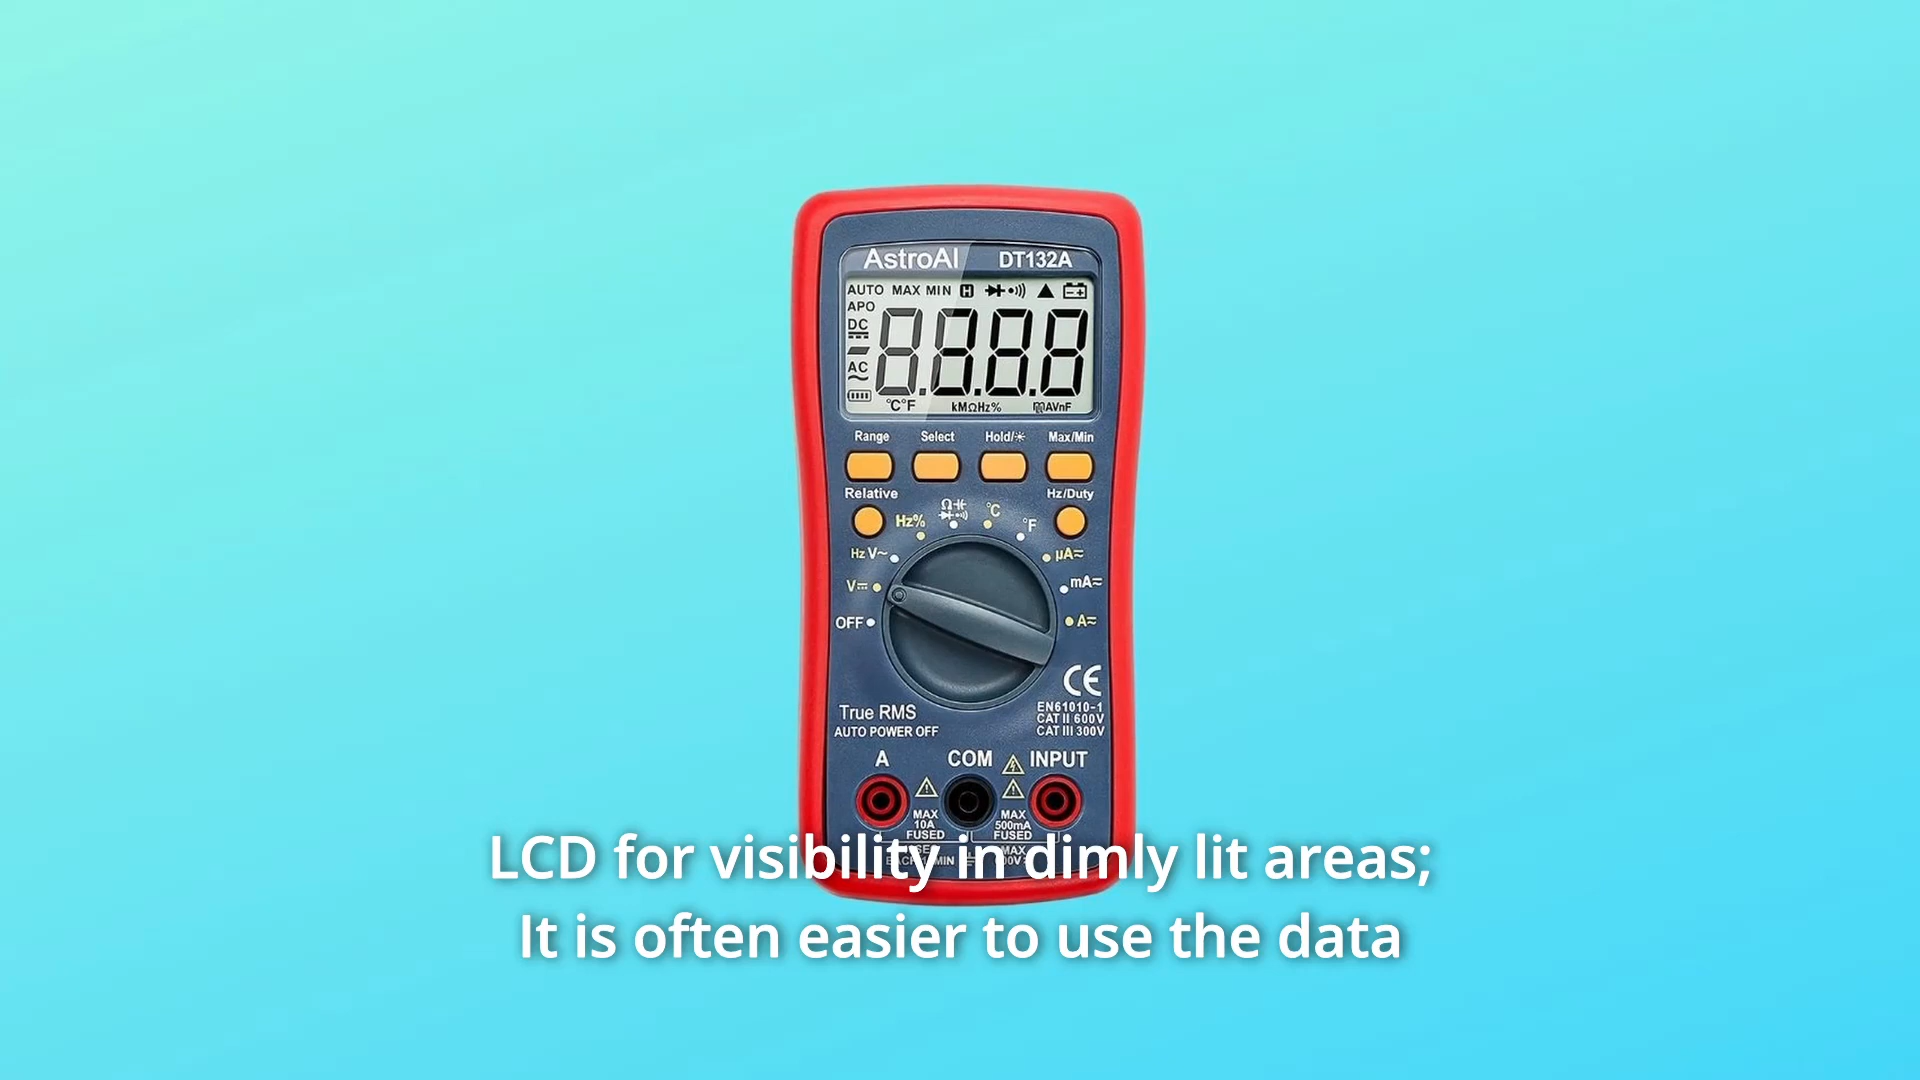 AstroAI DT132A
AUTO MAX MIN H
APO
DC
8.8.8.8
AC
°C°F kMΩHz% AVnF
Range Select Hold/☀ Max/Min
Relative Hz/Duty
Hz% Ω °C °F
Hz V~ µA≂
V⎓ mA≂
OFF A≂
CE
True RMS
AUTO POWER OFF
EN61010-1
CAT II 600V
CAT III 300V
A COM INPUT
MAX
10A
FUSED
MAX
500mA
FUSED
MAX
LCD for visibility in dimly lit areas;
It is often easier to use the data